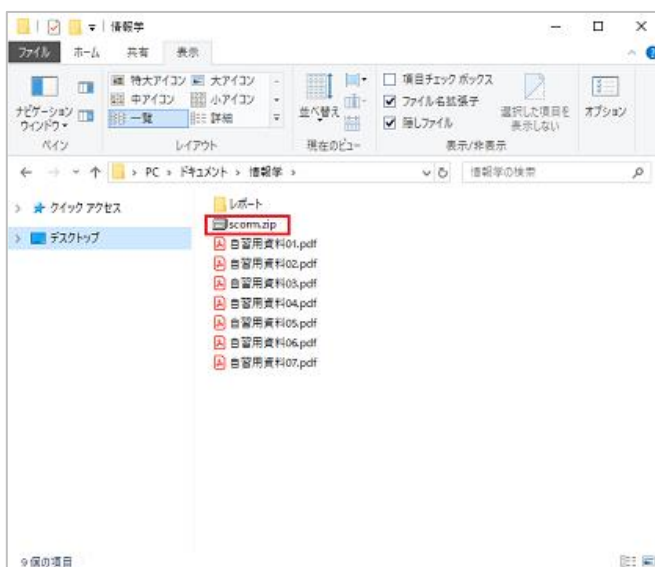 情報学
ファイル ホーム 共有 表示
ナビゲーション ウィンドウ
特大アイコン 大アイコン
中アイコン 小アイコン
一覧 詳細
並べ替え
項目チェック ボックス
ファイル名拡張子
隠しファイル
選択した項目を
表示しない
オプション
ペイン レイアウト 現在のビュー 表示/非表示
PC > ドキュメント > 情報学 > 情報学の検索
クイック アクセス
デスクトップ
レポート
scorm.zip
自習用資料01.pdf
自習用資料02.pdf
自習用資料03.pdf
自習用資料04.pdf
自習用資料05.pdf
自習用資料06.pdf
自習用資料07.pdf
9 個の項目